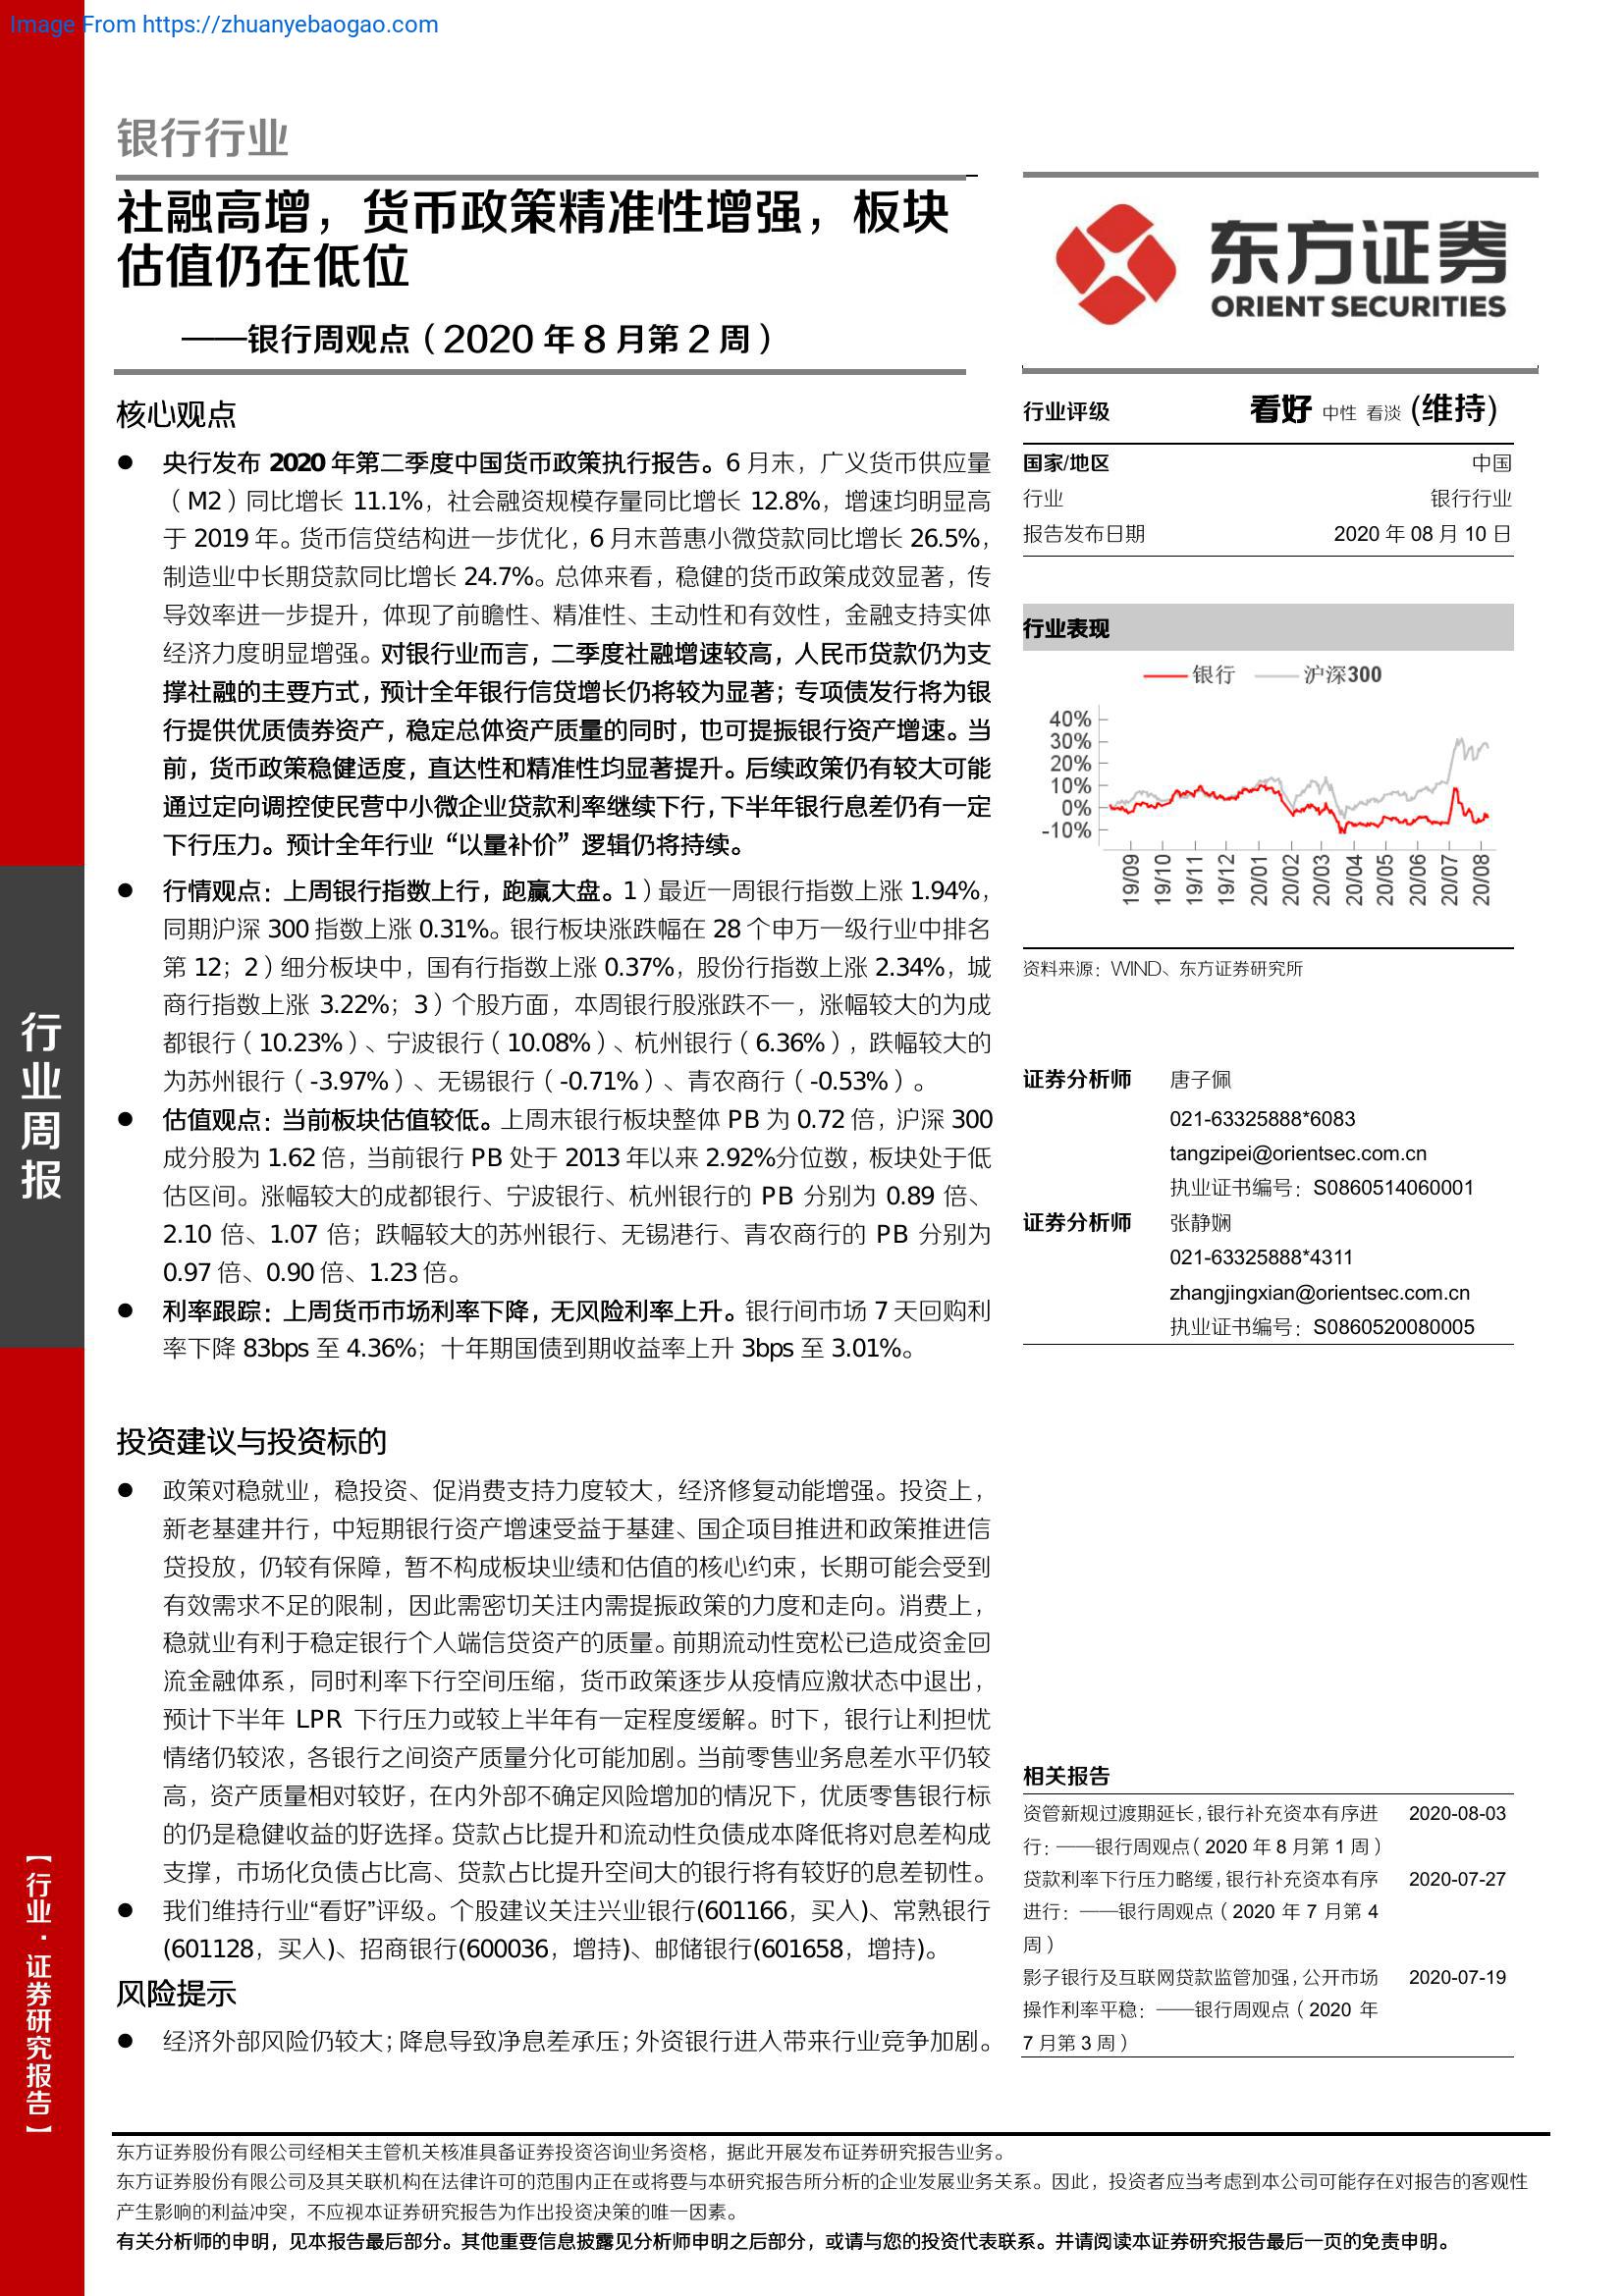 Image From https://zhuanyebaogao.com
银行行业
社融高增，货币政策精准性增强，板块
估值仍在低位
——银行周观点（2020 年 8 月第 2 周）
核心观点
● 央行发布 2020 年第二季度中国货币政策执行报告。6 月末，广义货币供应量
（M2）同比增长 11.1%，社会融资规模存量同比增长 12.8%，增速均明显高
于 2019 年。货币信贷结构进一步优化，6 月末普惠小微贷款同比增长 26.5%，
制造业中长期贷款同比增长 24.7%。总体来看，稳健的货币政策成效显著，传
导效率进一步提升，体现了前瞻性、精准性、主动性和有效性，金融支持实体
经济力度明显增强。对银行业而言，二季度社融增速较高，人民币贷款仍为支
撑社融的主要方式，预计全年银行信贷增长仍将较为显著；专项债发行将为银
行提供优质债券资产，稳定总体资产质量的同时，也可提振银行资产增速。当
前，货币政策稳健适度，直达性和精准性均显著提升。后续政策仍有较大可能
通过定向调控使民营中小微企业贷款利率继续下行，下半年银行息差仍有一定
下行压力。预计全年行业“以量补价”逻辑仍将持续。
● 行情观点：上周银行指数上行，跑赢大盘。1）最近一周银行指数上涨 1.94%，
同期沪深 300 指数上涨 0.31%。银行板块涨跌幅在 28 个申万一级行业中排名
第 12；2）细分板块中，国有行指数上涨 0.37%，股份行指数上涨 2.34%，城
商行指数上涨 3.22%；3）个股方面，本周银行股涨跌不一，涨幅较大的为成
都银行（10.23%）、宁波银行（10.08%）、杭州银行（6.36%），跌幅较大的
为苏州银行（-3.97%）、无锡银行（-0.71%）、青农商行（-0.53%）。
● 估值观点：当前板块估值较低。上周末银行板块整体 PB 为 0.72 倍，沪深 300
成分股为 1.62 倍，当前银行 PB 处于 2013 年以来 2.92%分位数，板块处于低
估区间。涨幅较大的成都银行、宁波银行、杭州银行的 PB 分别为 0.89 倍、
2.10 倍、1.07 倍；跌幅较大的苏州银行、无锡港行、青农商行的 PB 分别为
0.97 倍、0.90 倍、1.23 倍。
● 利率跟踪：上周货币市场利率下降，无风险利率上升。银行间市场 7 天回购利
率下降 83bps 至 4.36%；十年期国债到期收益率上升 3bps 至 3.01%。
投资建议与投资标的
● 政策对稳就业，稳投资、促消费支持力度较大，经济修复动能增强。投资上，
新老基建并行，中短期银行资产增速受益于基建、国企项目推进和政策推进信
贷投放，仍较有保障，暂不构成板块业绩和估值的核心约束，长期可能会受到
有效需求不足的限制，因此需密切关注内需提振政策的力度和走向。消费上，
稳就业有利于稳定银行个人端信贷资产的质量。前期流动性宽松已造成资金回
流金融体系，同时利率下行空间压缩，货币政策逐步从疫情应激状态中退出，
预计下半年 LPR 下行压力或较上半年有一定程度缓解。时下，银行让利担忧
情绪仍较浓，各银行之间资产质量分化可能加剧。当前零售业务息差水平仍较
高，资产质量相对较好，在内外部不确定风险增加的情况下，优质零售银行标
的仍是稳健收益的好选择。贷款占比提升和流动性负债成本降低将对息差构成
支撑，市场化负债占比高、贷款占比提升空间大的银行将有较好的息差韧性。
● 我们维持行业“看好”评级。个股建议关注兴业银行(601166，买入)、常熟银行
(601128，买入)、招商银行(600036，增持)、邮储银行(601658，增持)。
风险提示
● 经济外部风险仍较大；降息导致净息差承压；外资银行进入带来行业竞争加剧。
东方证券
ORIENT SECURITIES
行业评级 看好 中性 看淡 (维持)
国家/地区 中国
行业 银行行业
报告发布日期 2020 年 08 月 10 日
行业表现
银行 沪深300
40%
30%
20%
10%
0%
-10%
19/09 19/10 19/11 19/12 20/01 20/02 20/03 20/04 20/05 20/06 20/07 20/08
资料来源：WIND、东方证券研究所
证券分析师 唐子佩
021-63325888*6083
tangzipei@orientsec.com.cn
执业证书编号：S0860514060001
证券分析师 张静娴
021-63325888*4311
zhangjingxian@orientsec.com.cn
执业证书编号：S0860520080005
相关报告
资管新规过渡期延长，银行补充资本有序进 2020-08-03
行：——银行周观点（2020 年 8 月第 1 周）
贷款利率下行压力略缓，银行补充资本有序 2020-07-27
进行：——银行周观点（2020 年 7 月第 4
周）
影子银行及互联网贷款监管加强，公开市场 2020-07-19
操作利率平稳：——银行周观点（2020 年
7 月第 3 周）
行业周报
【行业·证券研究报告】
东方证券股份有限公司经相关主管机关核准具备证券投资咨询业务资格，据此开展发布证券研究报告业务。
东方证券股份有限公司及其关联机构在法律许可的范围内正在或将要与本研究报告所分析的企业发展业务关系。因此，投资者应当考虑到本公司可能存在对报告的客观性
产生影响的利益冲突，不应视本证券研究报告为作出投资决策的唯一因素。
有关分析师的申明，见本报告最后部分。其他重要信息披露见分析师申明之后部分，或请与您的投资代表联系。并请阅读本证券研究报告最后一页的免责申明。